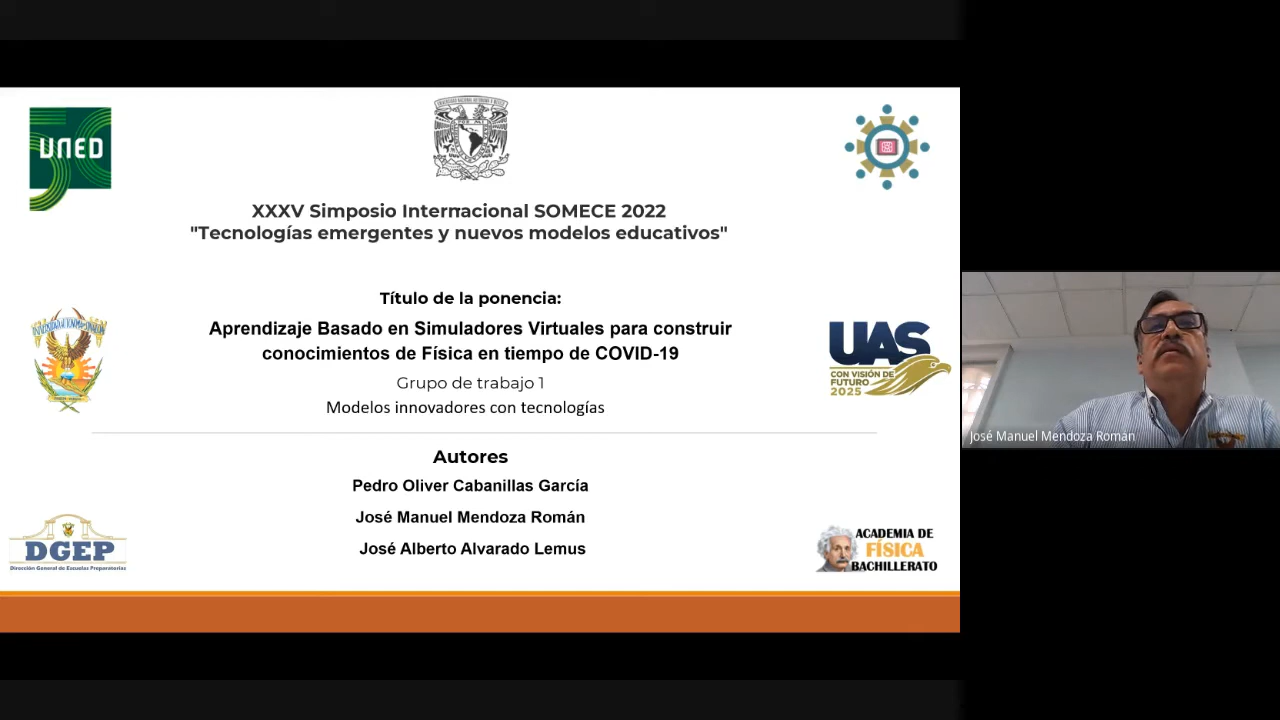 UNED
XXXV Simposio Internacional SOMECE 2022
"Tecnologías emergentes y nuevos modelos educativos"
Título de la ponencia:
Aprendizaje Basado en Simuladores Virtuales para construir
conocimientos de Física en tiempo de COVID-19
Grupo de trabajo 1
Modelos innovadores con tecnologías
UAS
CON VISIÓN DE
FUTURO
2025
Autores
Pedro Oliver Cabanillas García
José Manuel Mendoza Román
José Alberto Alvarado Lemus
DGEP
Dirección General de Escuelas Preparatorias
ACADEMIA DE
FÍSICA
BACHILLERATO
José Manuel Mendoza Román